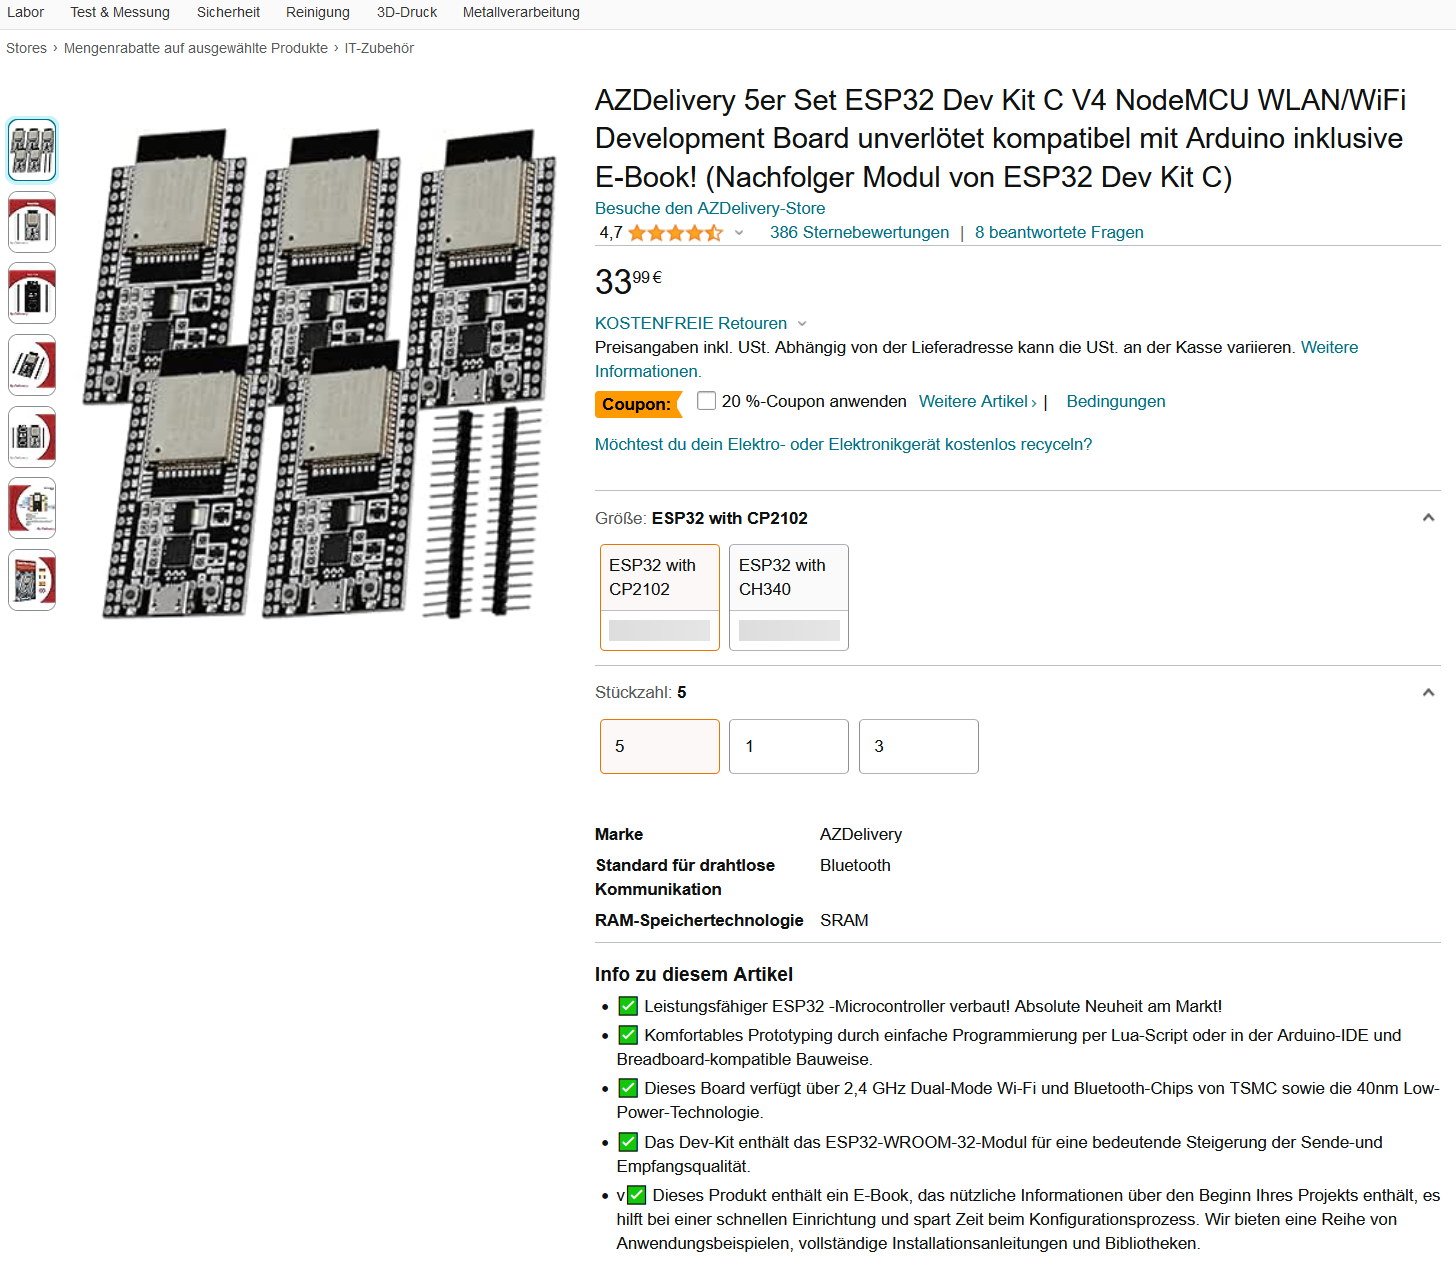 Labor Test & Messung Sicherheit Reinigung 3D-Druck Metallverarbeitung
Stores › Mengenrabatte auf ausgewählte Produkte › IT-Zubehör
AZDelivery 5er Set ESP32 Dev Kit C V4 NodeMCU WLAN/WiFi
Development Board unverlötet kompatibel mit Arduino inklusive
E-Book! (Nachfolger Modul von ESP32 Dev Kit C)
Besuche den AZDelivery-Store
4,7 386 Sternebewertungen | 8 beantwortete Fragen
33 99 €
KOSTENFREIE Retouren
Preisangaben inkl. USt. Abhängig von der Lieferadresse kann die USt. an der Kasse variieren. Weitere
Informationen.
Coupon: 20 %-Coupon anwenden Weitere Artikel › | Bedingungen
Möchtest du dein Elektro- oder Elektronikgerät kostenlos recyceln?
Größe: ESP32 with CP2102
ESP32 with
CP2102
ESP32 with
CH340
Stückzahl: 5
5 1 3
Marke AZDelivery
Standard für drahtlose Bluetooth
Kommunikation
RAM-Speichertechnologie SRAM
Info zu diesem Artikel
• ✅ Leistungsfähiger ESP32 -Microcontroller verbaut! Absolute Neuheit am Markt!
• ✅ Komfortables Prototyping durch einfache Programmierung per Lua-Script oder in der Arduino-IDE und
Breadboard-kompatible Bauweise.
• ✅ Dieses Board verfügt über 2,4 GHz Dual-Mode Wi-Fi und Bluetooth-Chips von TSMC sowie die 40nm Low-
Power-Technologie.
• ✅ Das Dev-Kit enthält das ESP32-WROOM-32-Modul für eine bedeutende Steigerung der Sende-und
Empfangsqualität.
• v✅ Dieses Produkt enthält ein E-Book, das nützliche Informationen über den Beginn Ihres Projekts enthält, es
hilft bei einer schnellen Einrichtung und spart Zeit beim Konfigurationsprozess. Wir bieten eine Reihe von
Anwendungsbeispielen, vollständige Installationsanleitungen und Bibliotheken.